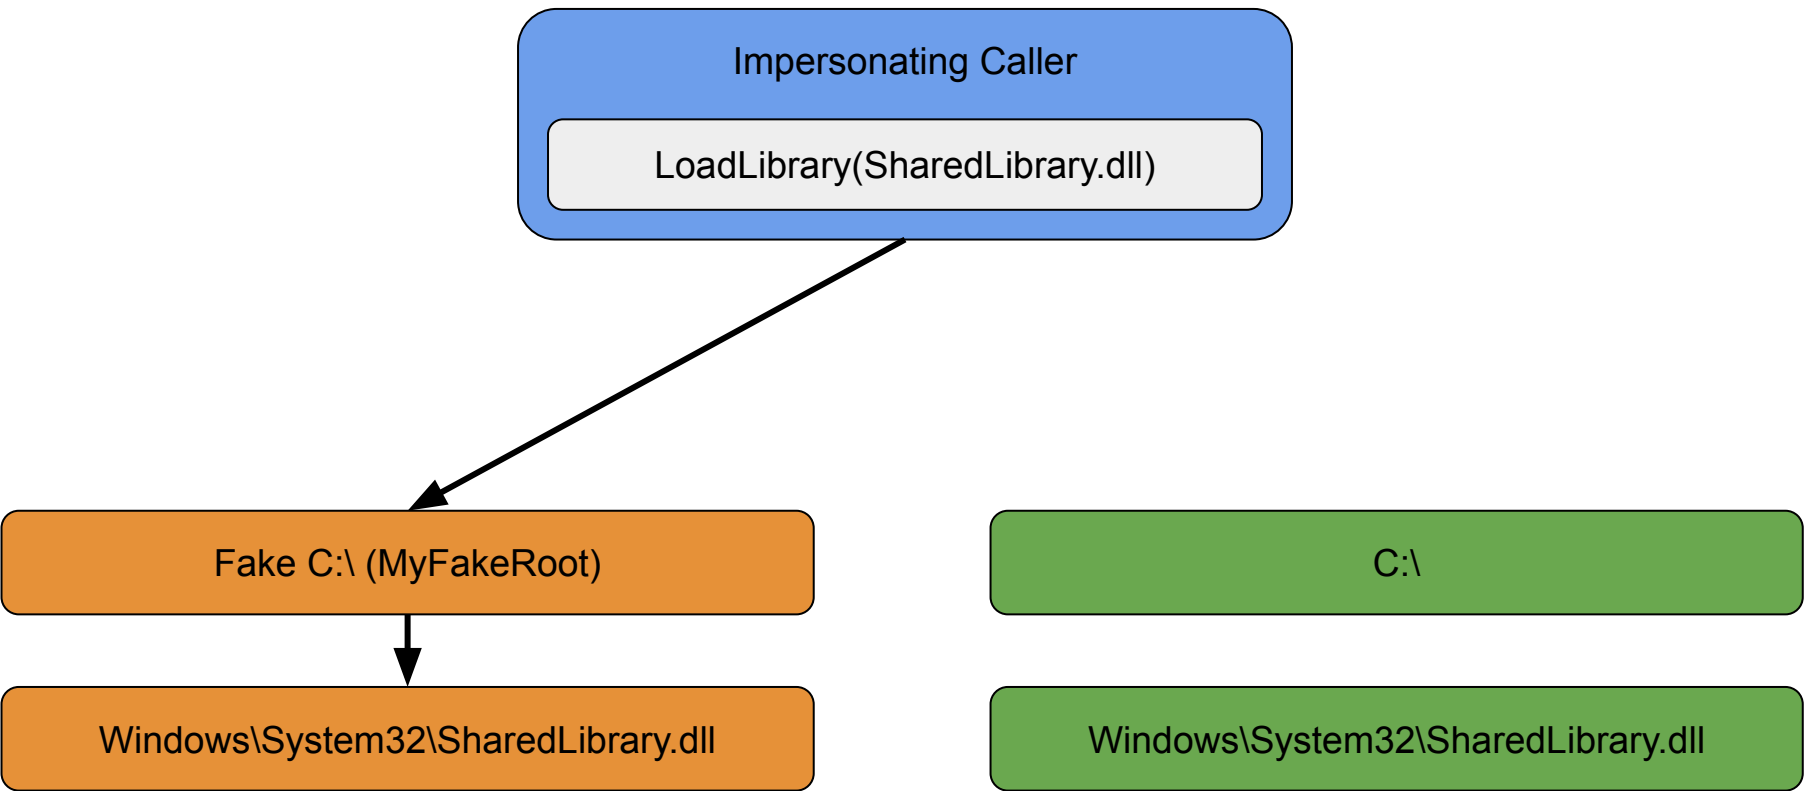 Impersonating Caller
LoadLibrary(SharedLibrary.dll)
Fake C:\ (MyFakeRoot)
C:\
Windows\System32\SharedLibrary.dll
Windows\System32\SharedLibrary.dll